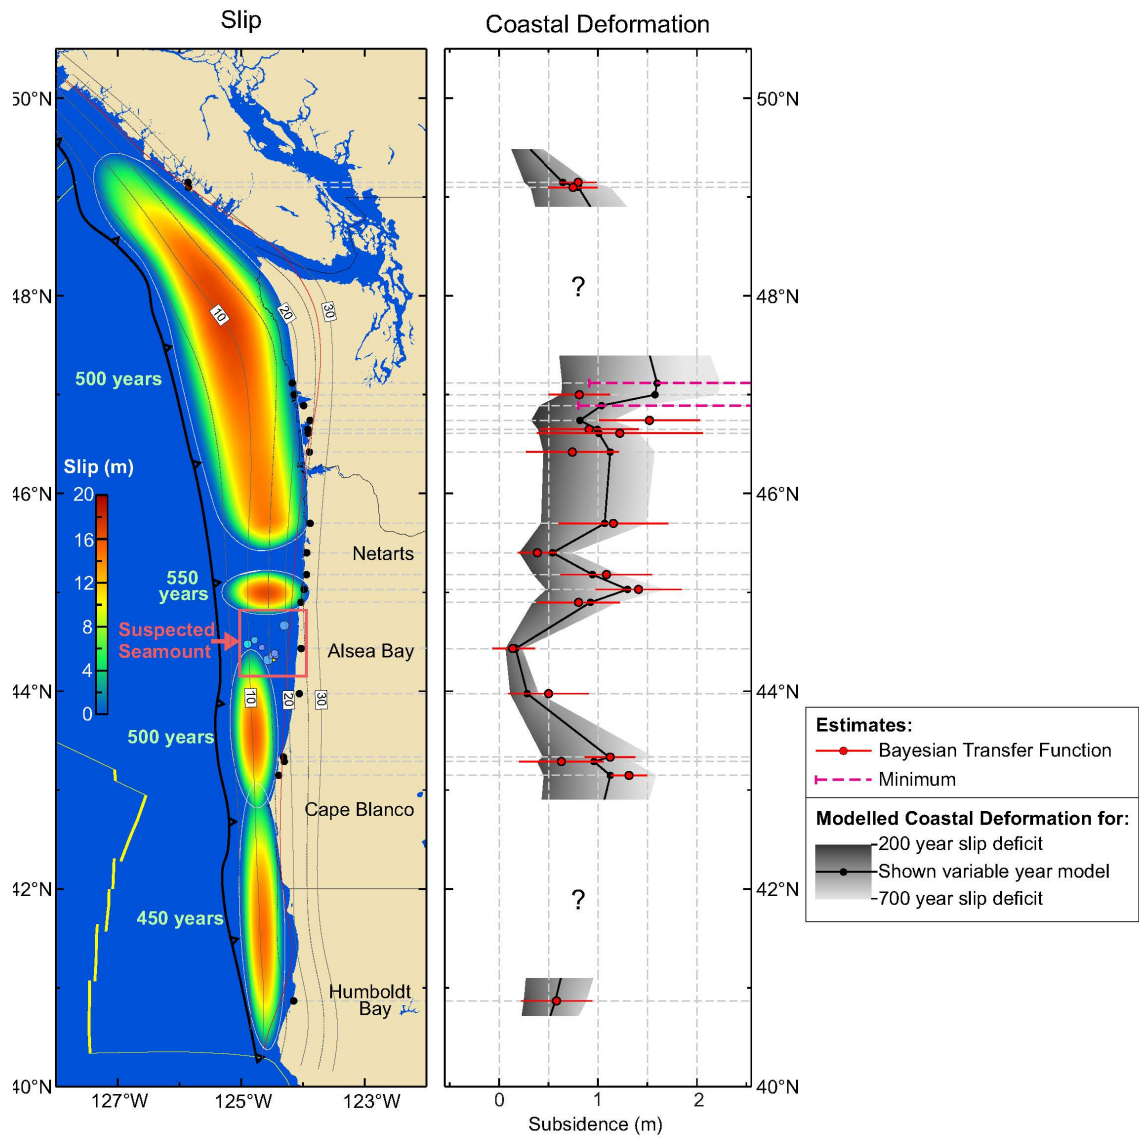 Slip
Coastal Deformation
50°N
48°N
46°N
44°N
42°N
40°N
127°W
125°W
123°W
500 years
Slip (m)
20
16
12
8
4
0
550
years
Suspected
Seamount
500 years
450 years
10
20
30
10
20
30
Netarts
Alsea Bay
Cape Blanco
Humboldt
Bay
?
?
50°N
48°N
46°N
44°N
42°N
40°N
0
1
2
Subsidence (m)
Estimates:
Bayesian Transfer Function
Minimum
Modelled Coastal Deformation for:
200 year slip deficit
Shown variable year model
700 year slip deficit